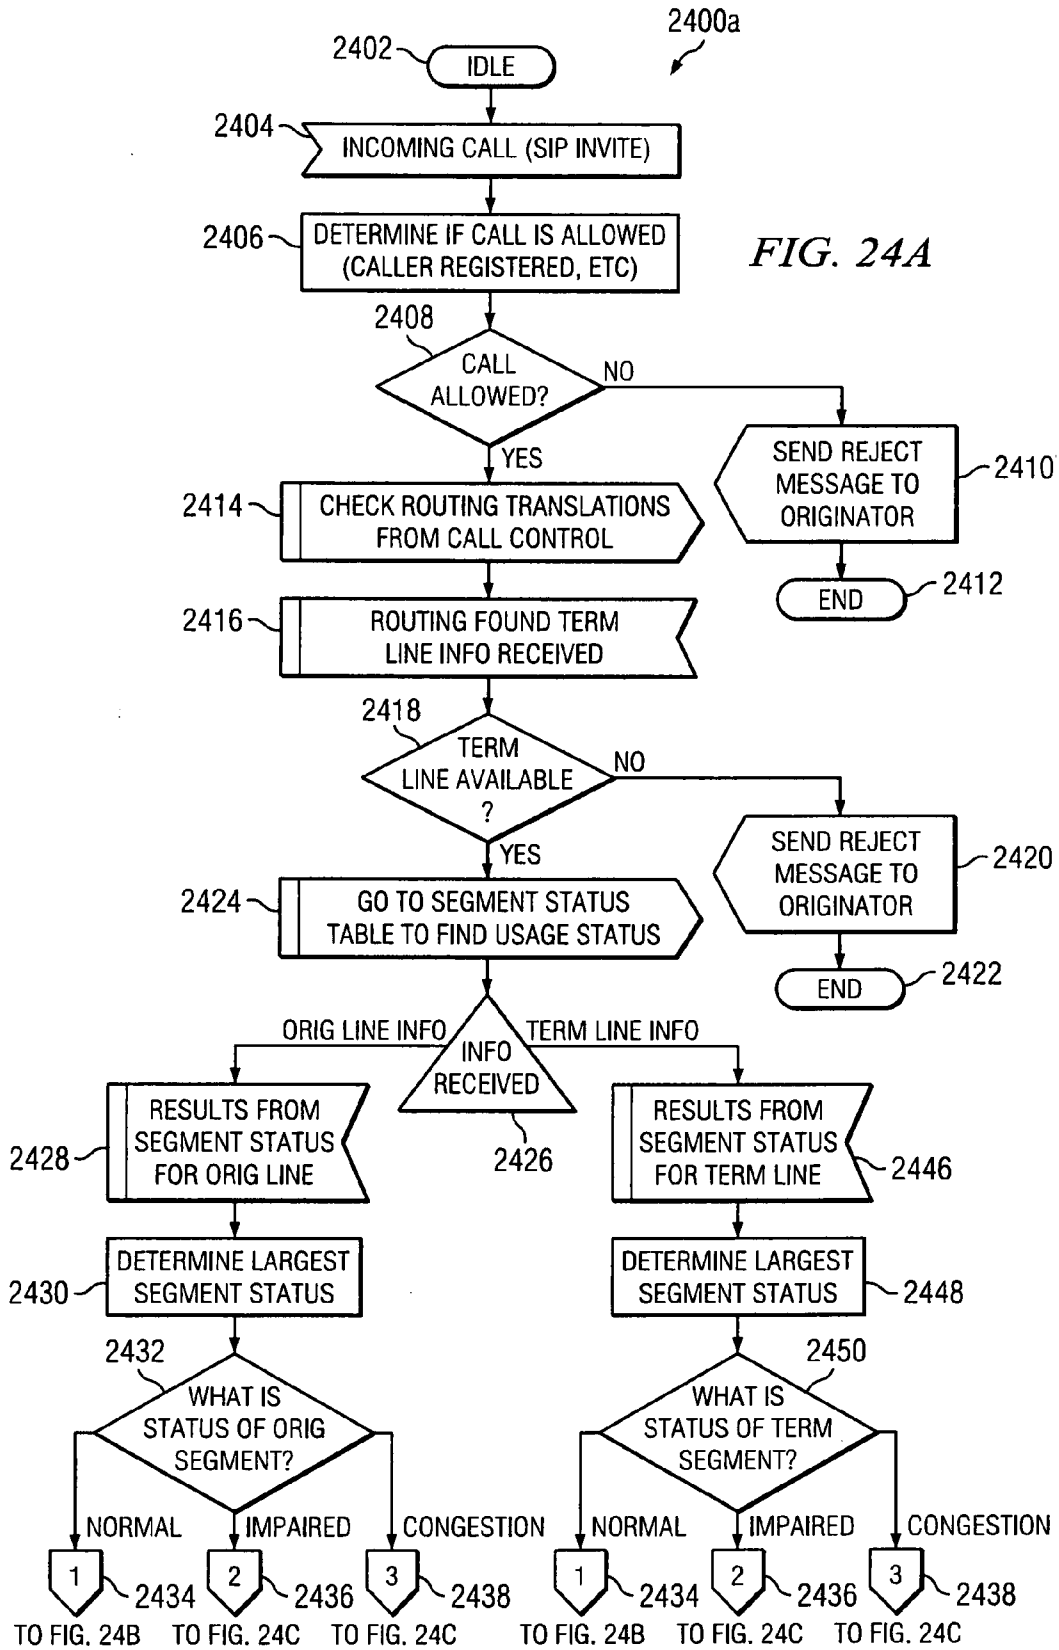 2400a
2402
IDLE
2404
INCOMING CALL (SIP INVITE)
2406
DETERMINE IF CALL IS ALLOWED
(CALLER REGISTERED, ETC)
FIG. 24A
2408
CALL
ALLOWED?
NO
YES
SEND REJECT
MESSAGE TO
ORIGINATOR
2410
2414
CHECK ROUTING TRANSLATIONS
FROM CALL CONTROL
END
2412
2416
ROUTING FOUND TERM
LINE INFO RECEIVED
2418
TERM
LINE AVAILABLE
?
NO
YES
SEND REJECT
MESSAGE TO
ORIGINATOR
2420
2424
GO TO SEGMENT STATUS
TABLE TO FIND USAGE STATUS
END
2422
ORIG LINE INFO
TERM LINE INFO
INFO
RECEIVED
2426
2428
RESULTS FROM
SEGMENT STATUS
FOR ORIG LINE
RESULTS FROM
SEGMENT STATUS
FOR TERM LINE
2446
2430
DETERMINE LARGEST
SEGMENT STATUS
DETERMINE LARGEST
SEGMENT STATUS
2448
2432
WHAT IS
STATUS OF ORIG
SEGMENT?
2450
WHAT IS
STATUS OF TERM
SEGMENT?
NORMAL
IMPAIRED
CONGESTION
NORMAL
IMPAIRED
CONGESTION
1
2434
2
2436
3
2438
1
2434
2
2436
3
2438
TO FIG. 24B
TO FIG. 24C
TO FIG. 24C
TO FIG. 24B
TO FIG. 24C
TO FIG. 24C